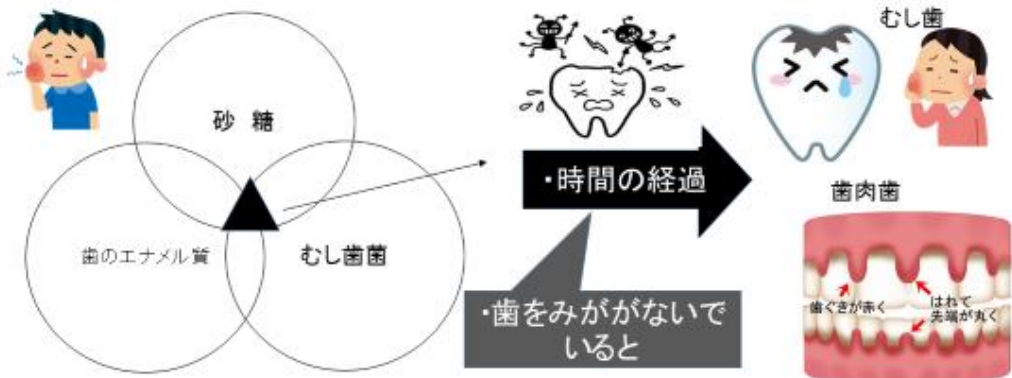 砂 糖
歯のエナメル質
むし歯菌
・時間の経過
・歯をみががないで
いると
むし歯
歯肉歯
歯ぐきが赤く
はれて
先端が丸く